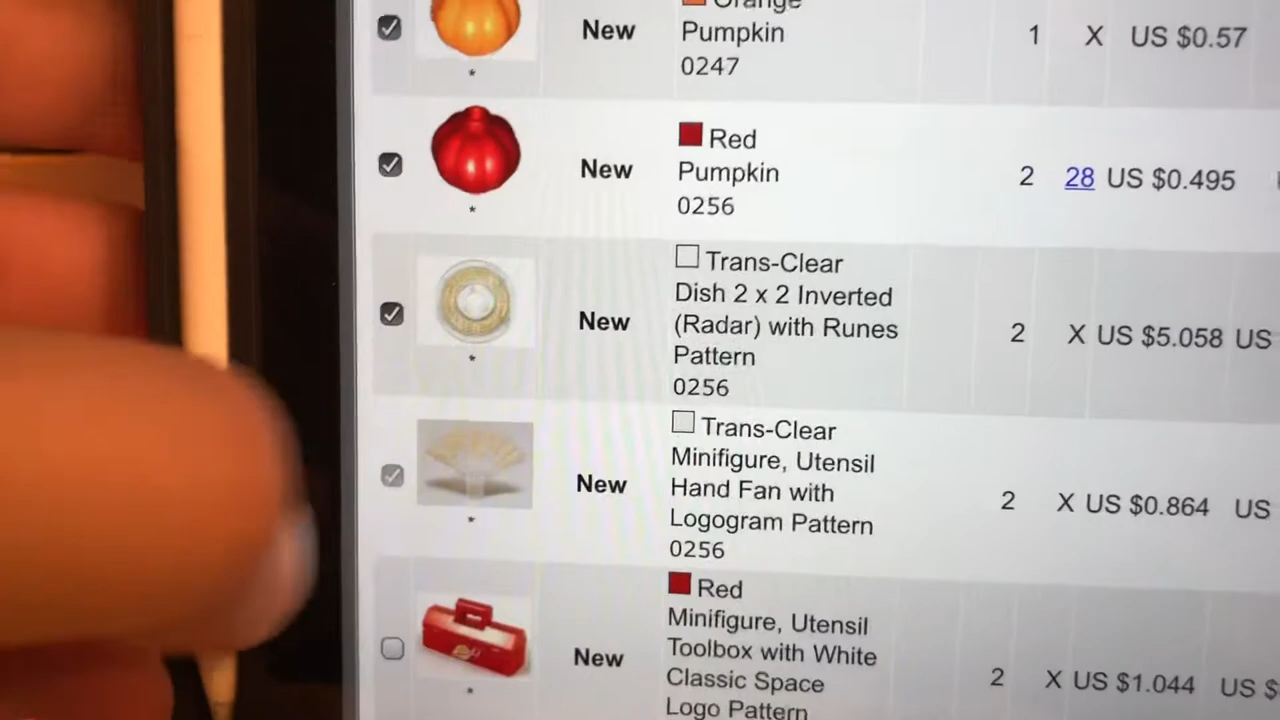 New
Orange
Pumpkin
0247
1 X US $0.57
*
New
Red
Pumpkin
0256
2 28 US $0.495
*
New
Trans-Clear
Dish 2 x 2 Inverted
(Radar) with Runes
Pattern
0256
2 X US $5.058 US
*
New
Trans-Clear
Minifigure, Utensil
Hand Fan with
Logogram Pattern
0256
2 X US $0.864 US
*
New
Red
Minifigure, Utensil
Toolbox with White
Classic Space
Logo Pattern
2 X US $1.044 US $
*